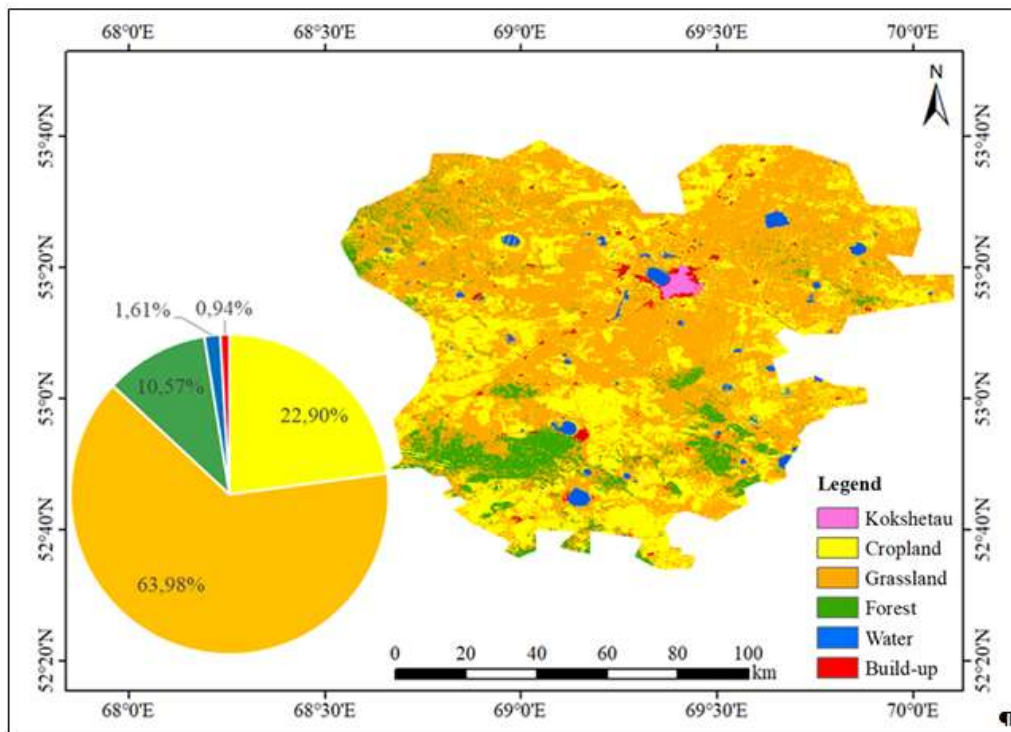 68°0'E 68°30'E 69°0'E 69°30'E 70°0'E
N
53°40'N 53°40'N
53°20'N 53°20'N
53°0'N 53°0'N
52°40'N 52°40'N
52°20'N 52°20'N
1,61% 0,94%
10,57%
22,90%
63,98%
Legend
Kokshetau
Cropland
Grassland
Forest
Water
Build-up
0 20 40 60 80 100
km
68°0'E 68°30'E 69°0'E 69°30'E 70°0'E
¶